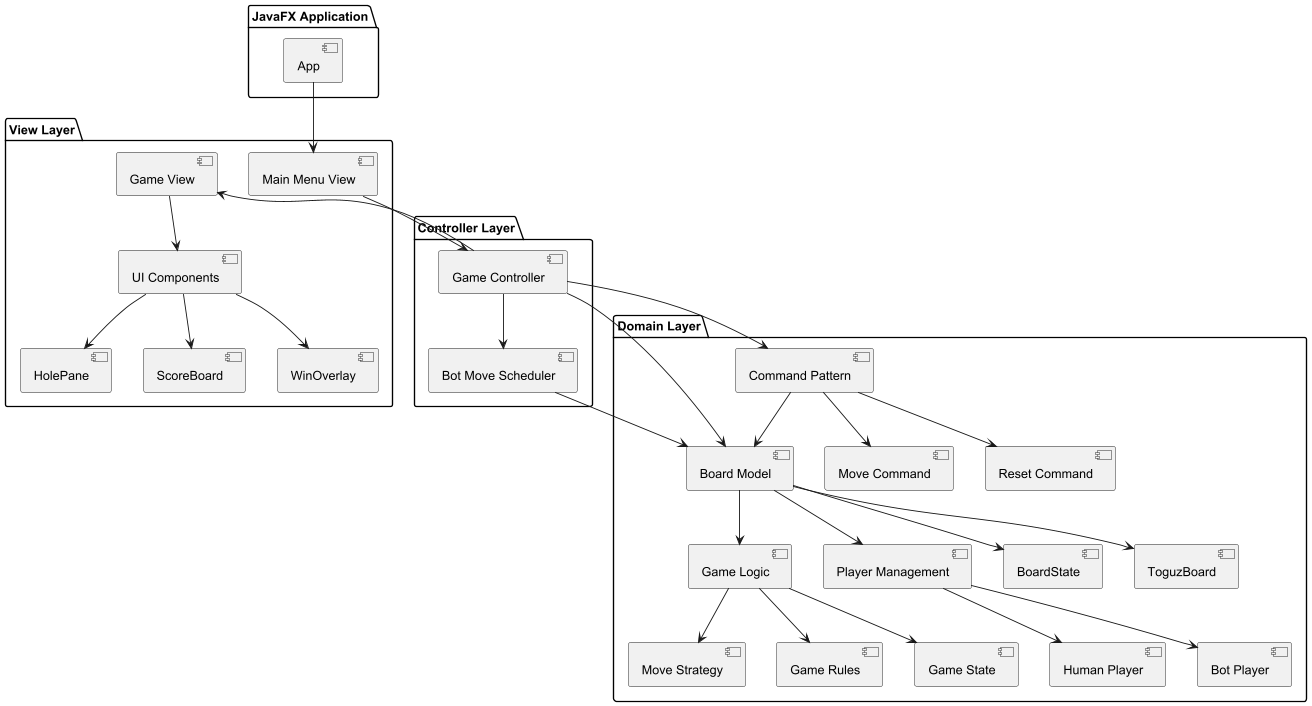 JavaFX Application
App
View Layer
Game View
Main Menu View
Controller Layer
UI Components
Game Controller
Domain Layer
HolePane
ScoreBoard
WinOverlay
Bot Move Scheduler
Command Pattern
Board Model
Move Command
Reset Command
Game Logic
Player Management
BoardState
ToguzBoard
Move Strategy
Game Rules
Game State
Human Player
Bot Player